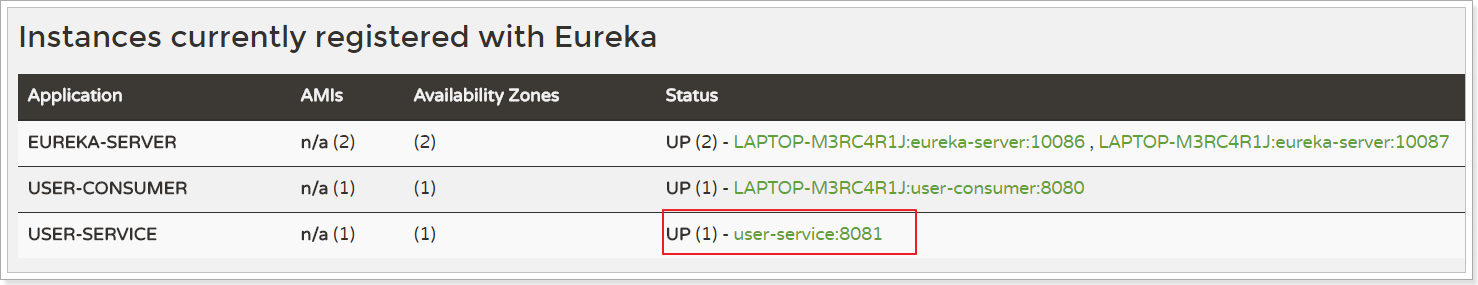 Instances currently registered with Eureka
Application AMIs Availability Zones Status
EUREKA-SERVER n/a (2) (2) UP (2) - LAPTOP-M3RC4R1J:eureka-server:10086 , LAPTOP-M3RC4R1J:eureka-server:10087
USER-CONSUMER n/a (1) (1) UP (1) - LAPTOP-M3RC4R1J:user-consumer:8080
USER-SERVICE n/a (1) (1) UP (1) - user-service:8081